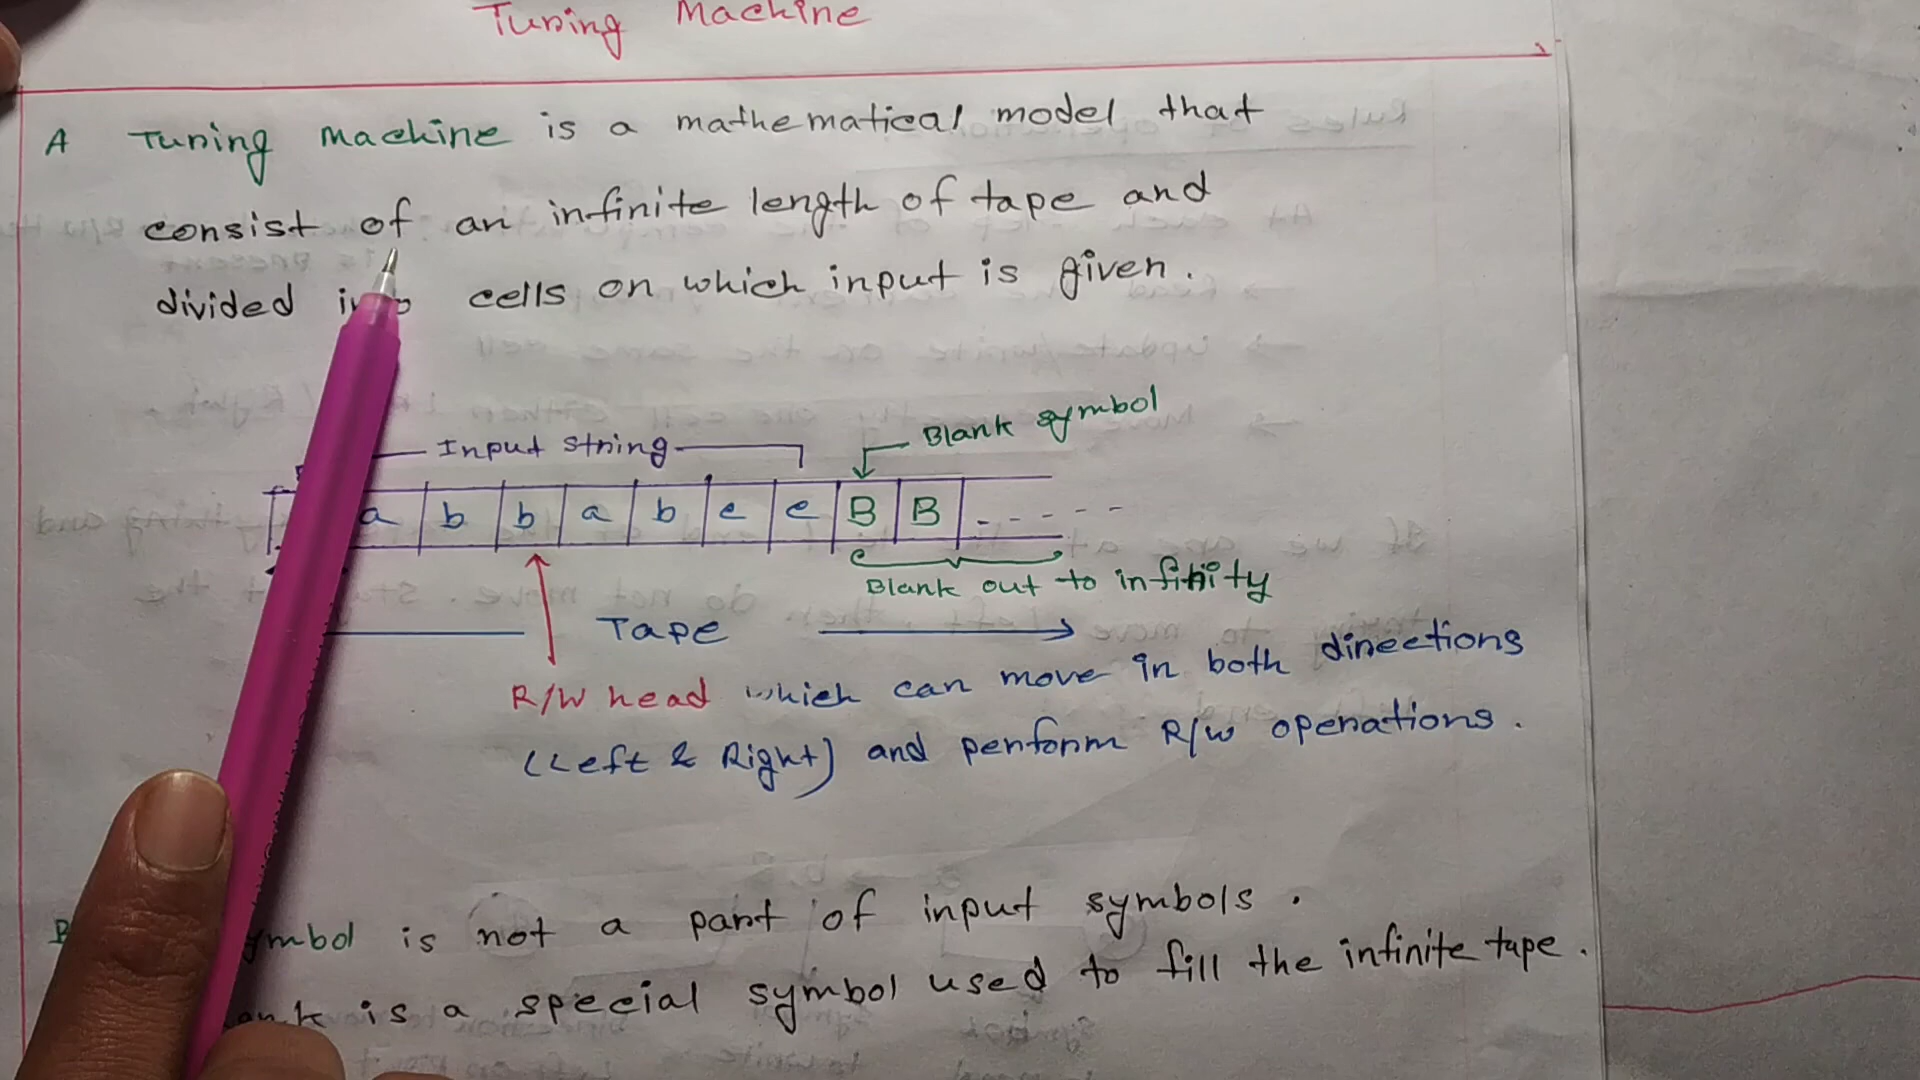 Turing Machine
A Turing Machine is a mathematical model that
consist of an infinite length of tape and
divided into cells on which input is given.
Input string
Blank symbol
a b b a b c c B B - - - - -
Blank out to infinity
Tape
R/W head which can move in both directions
(Left & Right) and perform R/W operations.
is not a part of input symbols.
is a special symbol used to fill the infinite tape.